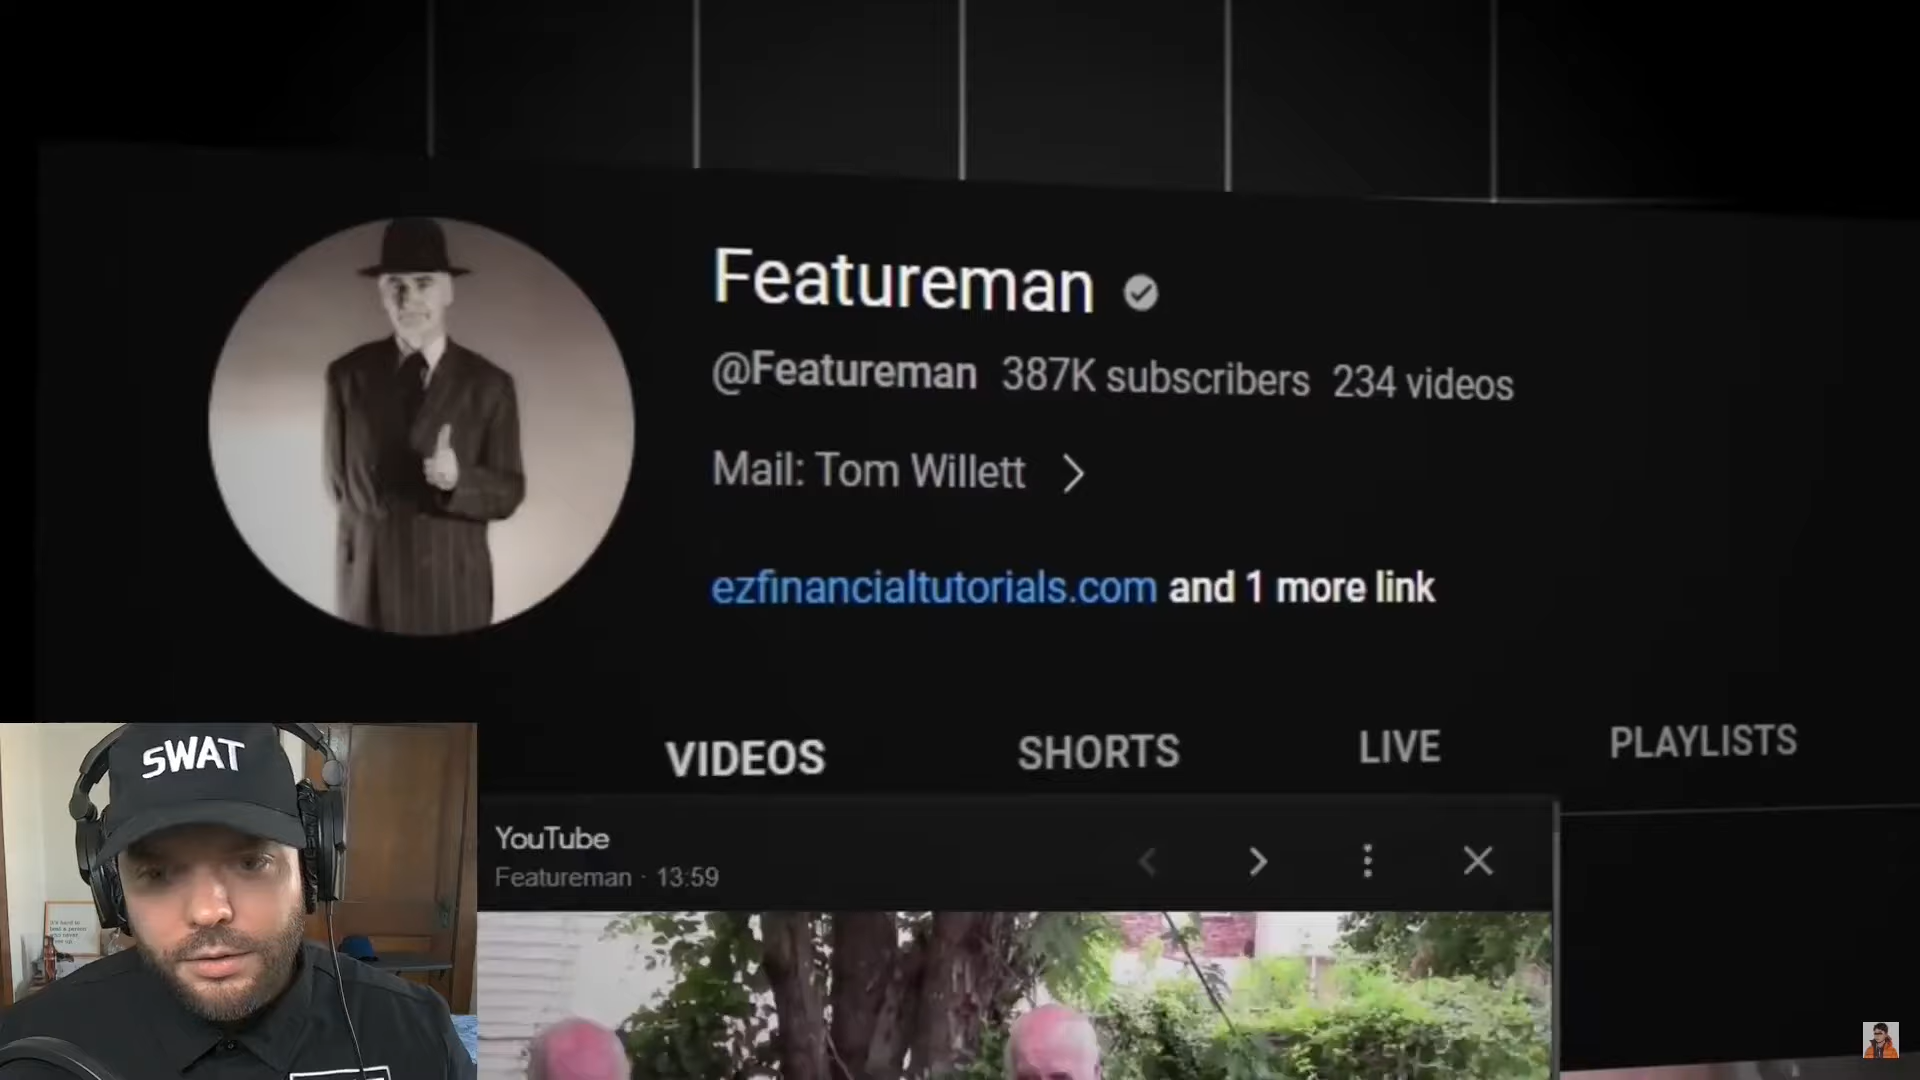 Featureman
@Featureman 387K subscribers 234 videos
Mail: Tom Willett
ezfinancialtutorials.com and 1 more link
VIDEOS SHORTS LIVE PLAYLISTS
YouTube
Featureman · 13:59
SWAT